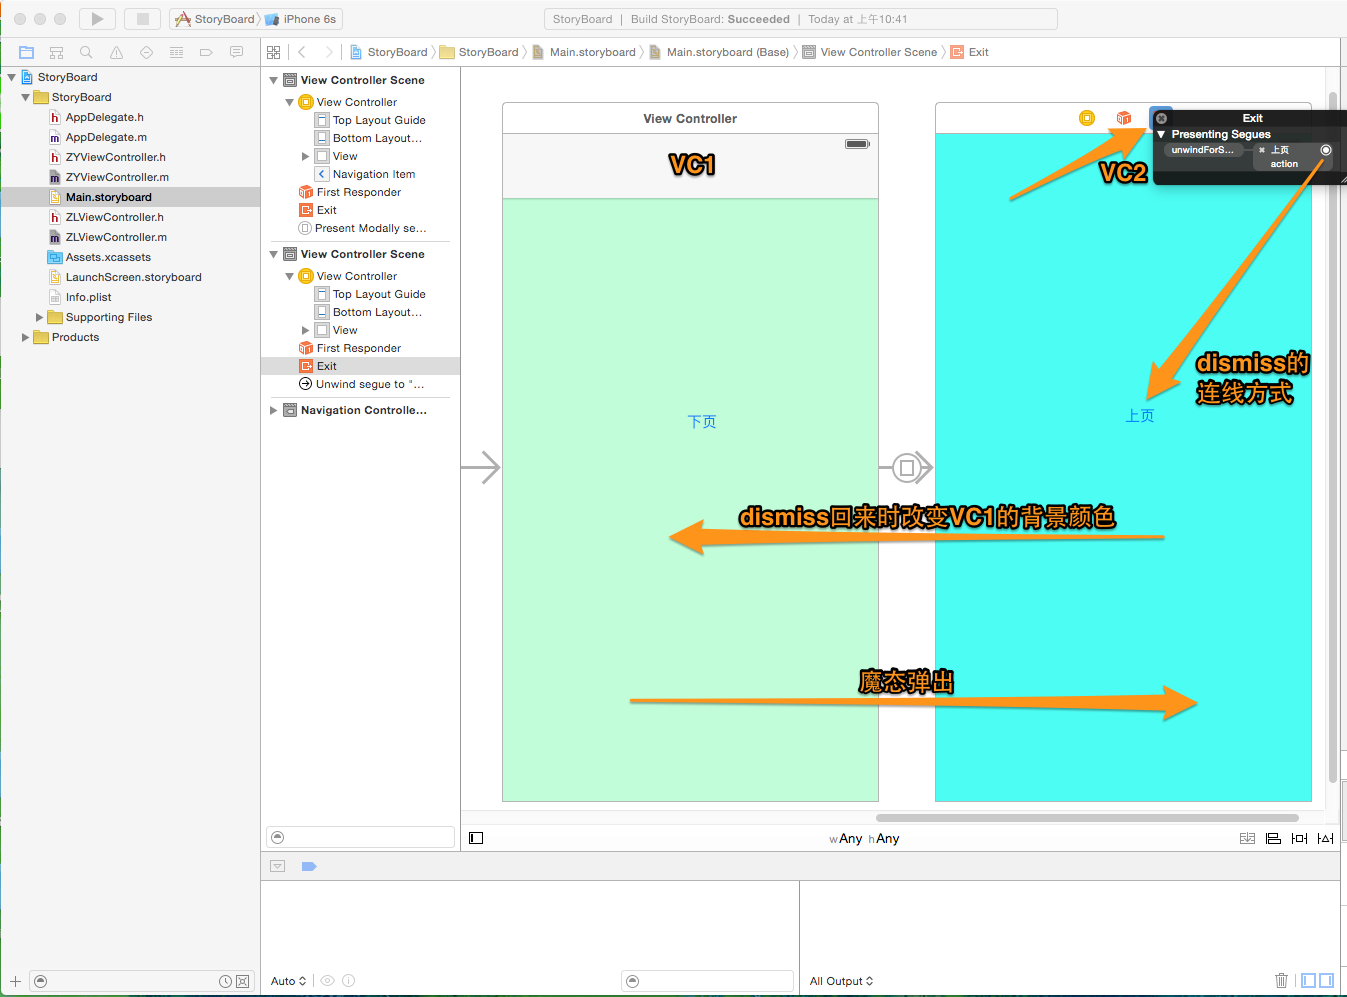 StoryBoard
iPhone 6s
StoryBoard | Build StoryBoard: Succeeded | Today at 上午10:41
StoryBoard
StoryBoard
Main.storyboard
Main.storyboard (Base)
View Controller Scene
Exit
StoryBoard
StoryBoard
AppDelegate.h
AppDelegate.m
ZYViewController.h
ZYViewController.m
Main.storyboard
ZLViewController.h
ZLViewController.m
Assets.xcassets
LaunchScreen.storyboard
Info.plist
Supporting Files
Products
View Controller Scene
View Controller
Top Layout Guide
Bottom Layout...
View
Navigation Item
First Responder
Exit
Present Modally se...
View Controller Scene
View Controller
Top Layout Guide
Bottom Layout...
View
First Responder
Exit
Unwind segue to "...
Navigation Controlle...
View Controller
VC1
Exit
Presenting Segues
unwindForS...
上页
action
VC2
dismiss的
连线方式
下页
上页
dismiss回来时改变VC1的背景颜色
魔态弹出
wAny hAny
Auto
All Output